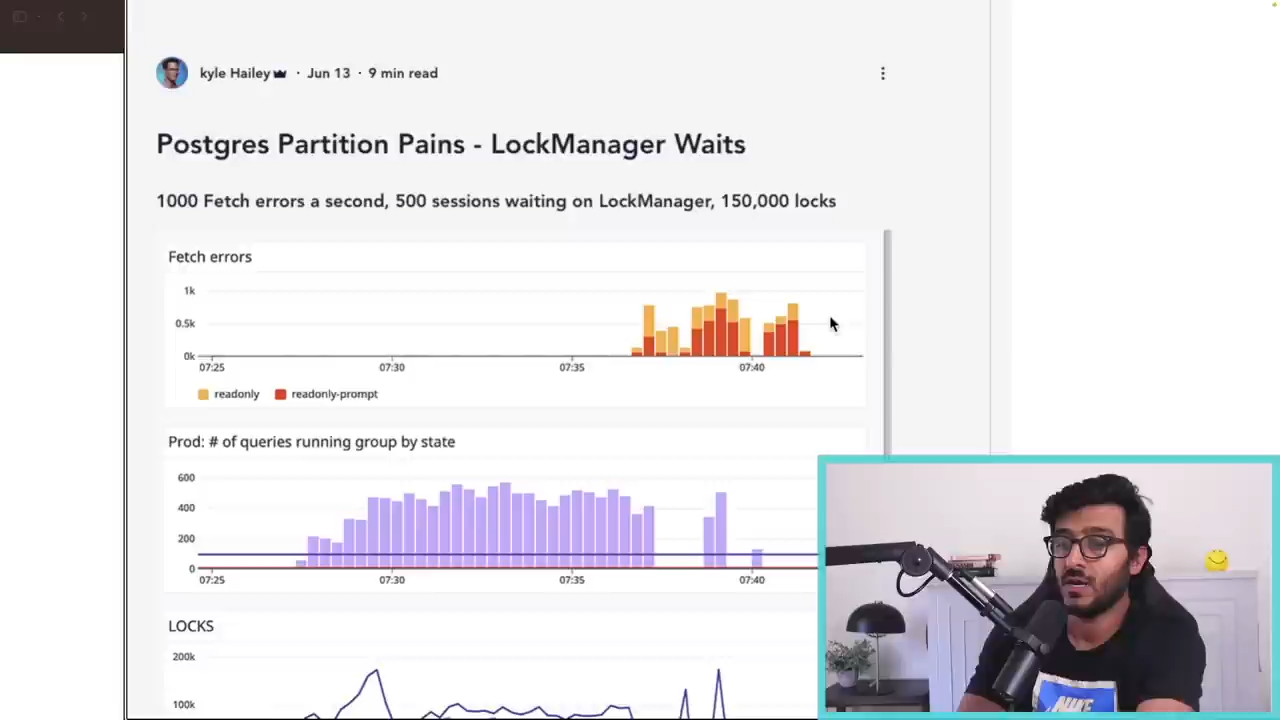 kyle Hailey · Jun 13 · 9 min read
Postgres Partition Pains - LockManager Waits
1000 Fetch errors a second, 500 sessions waiting on LockManager, 150,000 locks
Fetch errors
1k
0.5k
0k
07:25 07:30 07:35 07:40
readonly readonly-prompt
Prod: # of queries running group by state
600
400
200
0
07:25 07:30 07:35 07:40
LOCKS
200k
100k
NIKE